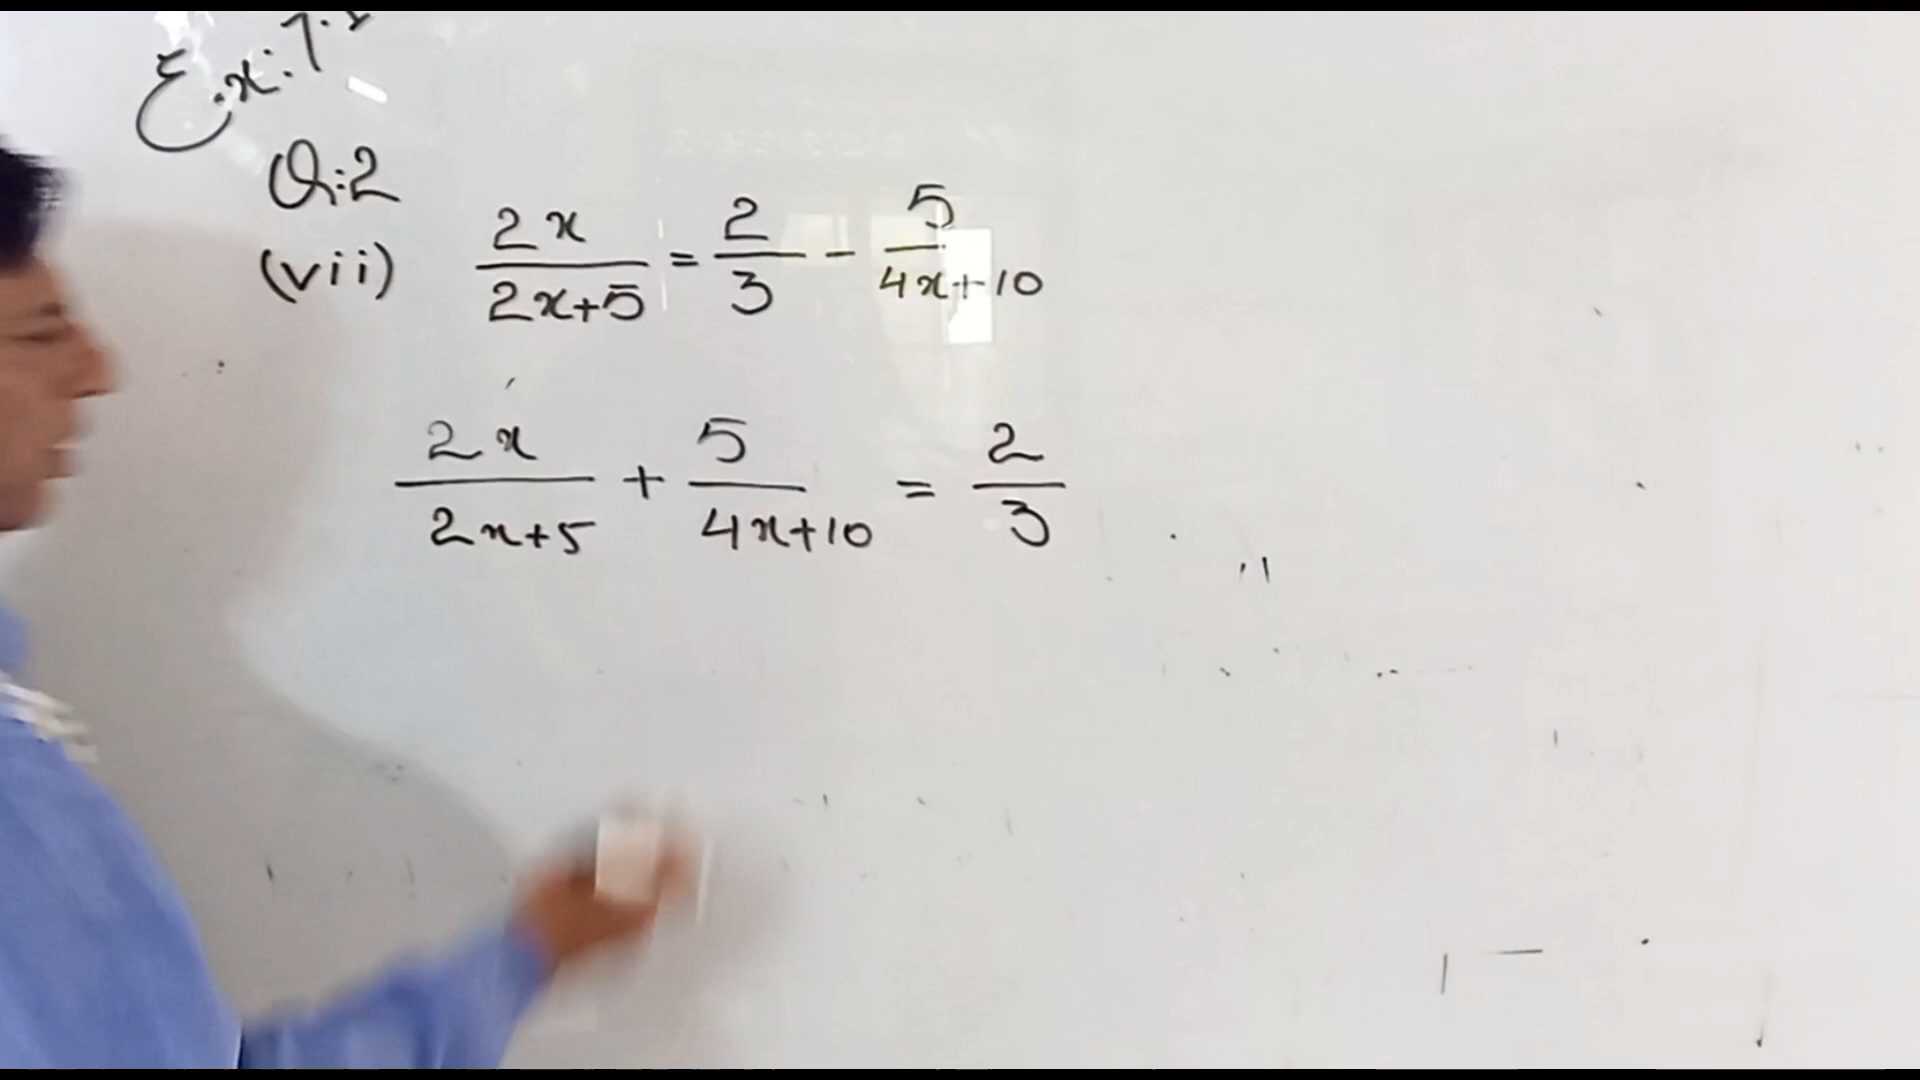 Ex: 7.1
Q:2
(vii) 2x/(2x+5) = 2/3 - 5/(4x+10)
2x/(2x+5) + 5/(4x+10) = 2/3